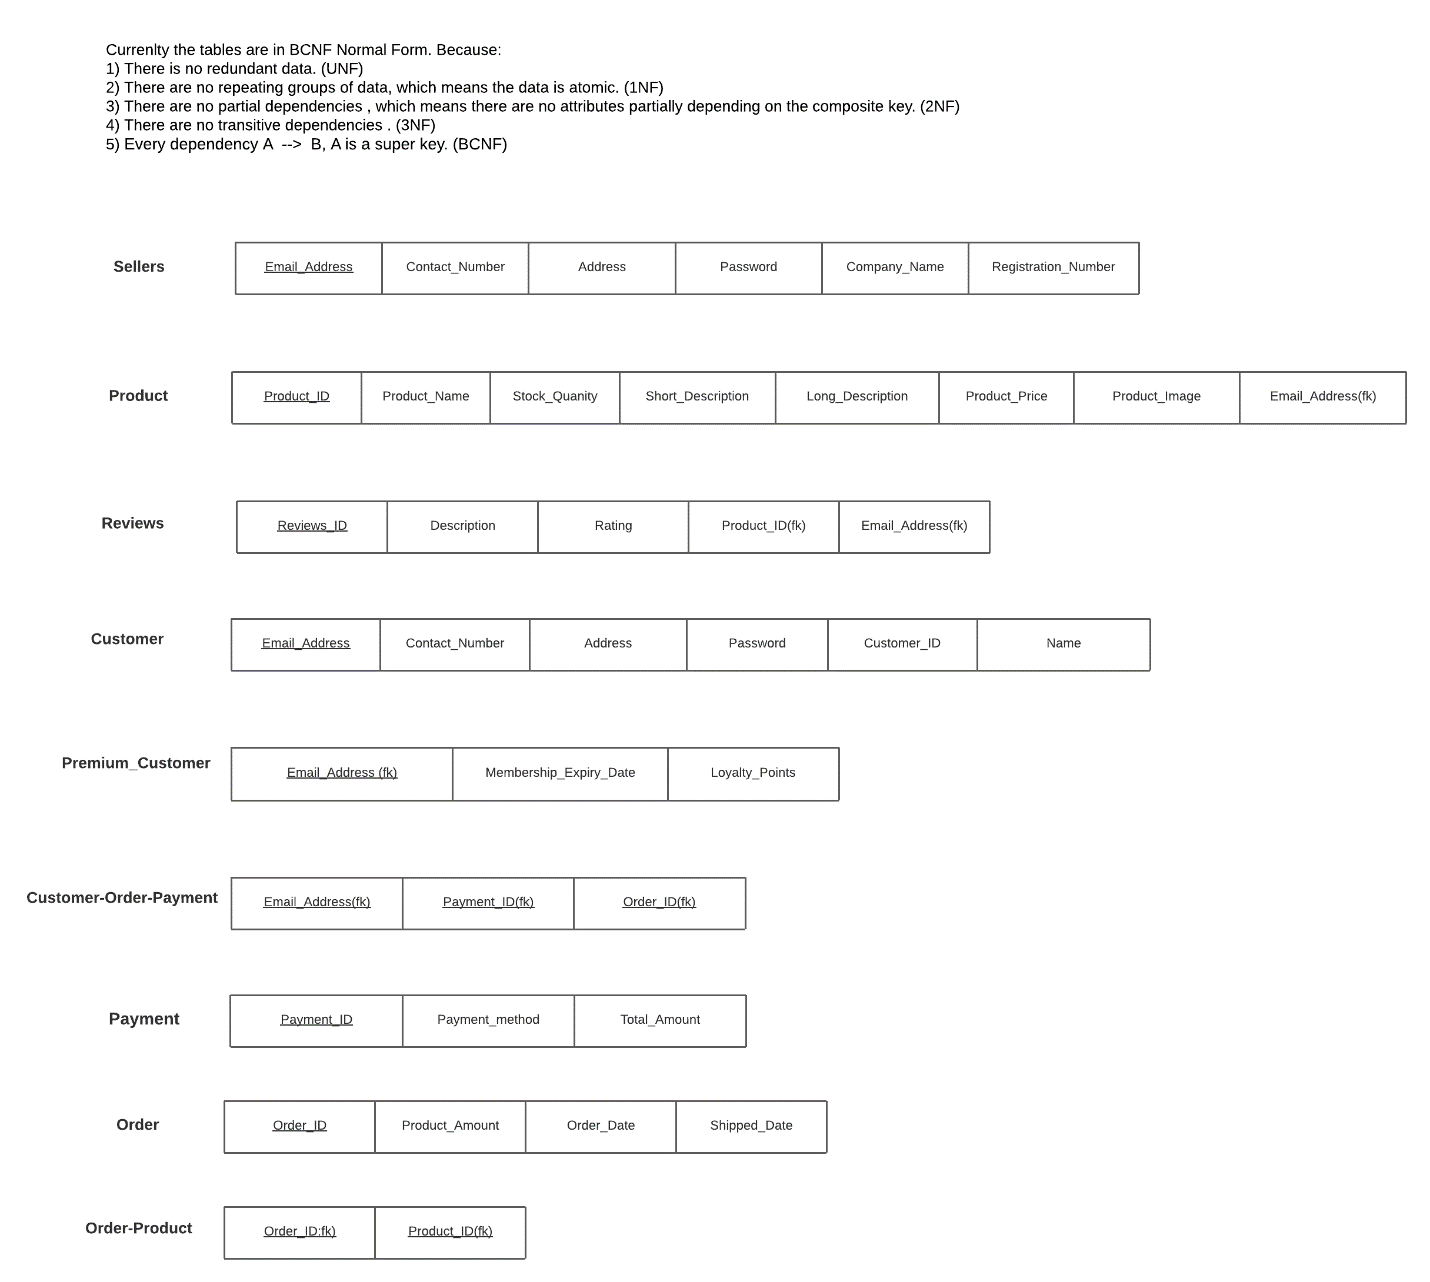 Currenlty the tables are in BCNF Normal Form. Because:
1) There is no redundant data. (UNF)
2) There are no repeating groups of data, which means the data is atomic. (1NF)
3) There are no partial dependencies , which means there are no attributes partially depending on the composite key. (2NF)
4) There are no transitive dependencies . (3NF)
5) Every dependency A --> B, A is a super key. (BCNF)
Sellers Email_Address Contact_Number Address Password Company_Name Registration_Number
Product Product_ID Product_Name Stock_Quanity Short_Description Long_Description Product_Price Product_Image Email_Address(fk)
Reviews Reviews_ID Description Rating Product_ID(fk) Email_Address(fk)
Customer Email_Address Contact_Number Address Password Customer_ID Name
Premium_Customer Email_Address (fk) Membership_Expiry_Date Loyalty_Points
Customer-Order-Payment Email_Address(fk) Payment_ID(fk) Order_ID(fk)
Payment Payment_ID Payment_method Total_Amount
Order Order_ID Product_Amount Order_Date Shipped_Date
Order-Product Order_ID:fk) Product_ID(fk)